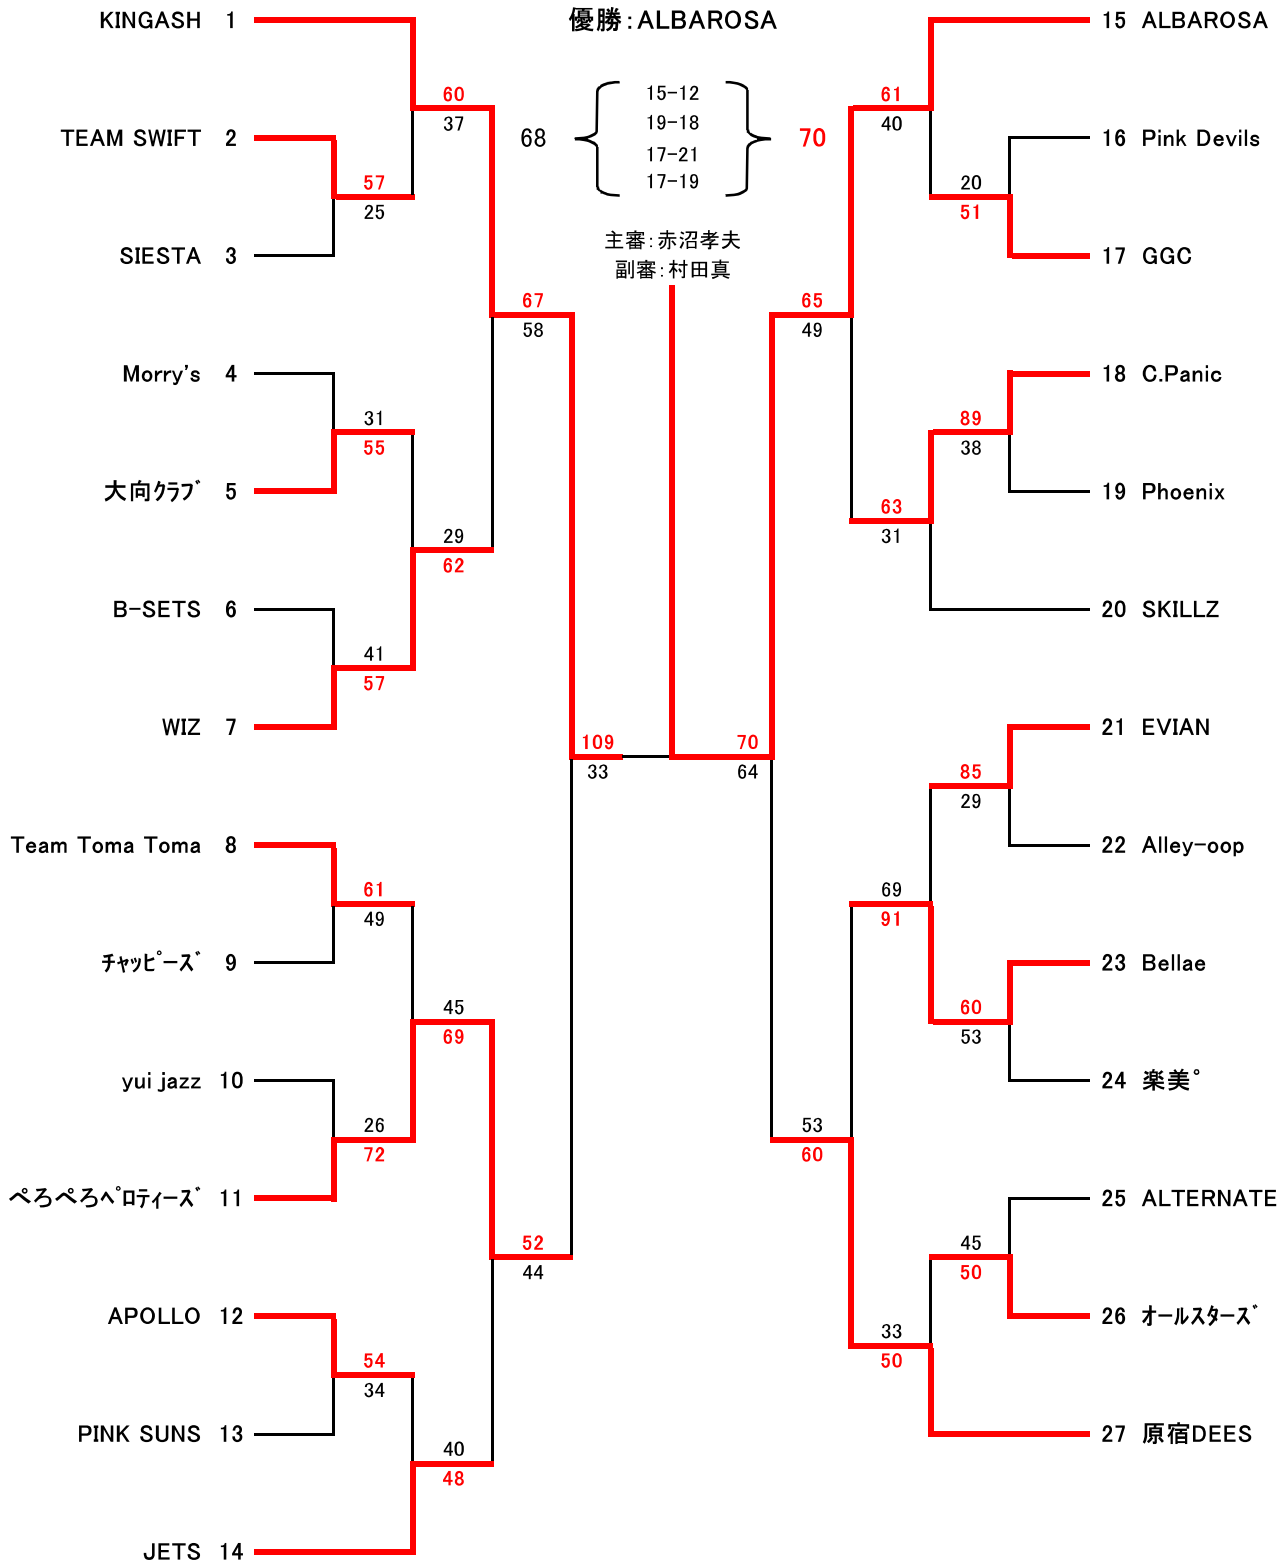 優勝：ALBAROSA
KINGASH 1
60
37
TEAM SWIFT 2
57
25
SIESTA 3
67
58
Morry's 4
31
55
大向ｸﾗﾌﾞ 5
29
62
B-SETS 6
41
57
WIZ 7
109
33
Team Toma Toma 8
61
49
ﾁｬｯﾋﾟｰｽﾞ 9
45
69
yui jazz 10
26
72
ぺろぺろﾍﾟﾛﾃｨｰｽﾞ 11
52
44
APOLLO 12
54
34
PINK SUNS 13
40
48
JETS 14
68
15-12
19-18
17-21
17-19
70
主審：赤沼孝夫
副審：村田真
15 ALBAROSA
61
40
16 Pink Devils
20
51
17 GGC
65
49
18 C.Panic
89
38
19 Phoenix
63
31
20 SKILLZ
70
64
21 EVIAN
85
29
22 Alley-oop
69
91
23 Bellae
60
53
24 楽美゜
53
60
25 ALTERNATE
45
50
26 ｵｰﾙｽﾀｰｽﾞ
33
50
27 原宿DEES